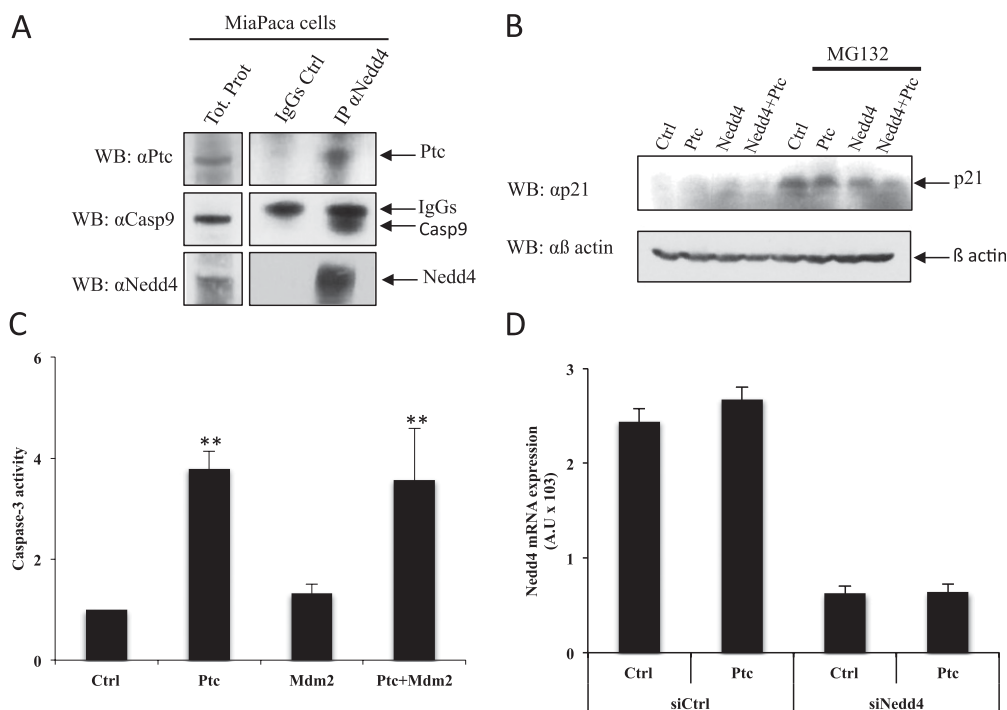 A
MiaPaca cells
Tot. Prot
IgGs Ctrl
IP αNedd4
WB: αPtc
Ptc
WB: αCasp9
IgGs
Casp9
WB: αNedd4
Nedd4
B
MG132
Ctrl
Ptc
Nedd4
Nedd4+Ptc
Ctrl
Ptc
Nedd4
Nedd4+Ptc
WB: αp21
p21
WB: αß actin
ß actin
C
Caspase-3 activity
6
4
2
0
**
**
Ctrl
Ptc
Mdm2
Ptc+Mdm2
D
Nedd4 mRNA expression
(A.U x 103)
3
2
1
0
Ctrl
Ptc
Ctrl
Ptc
siCtrl
siNedd4